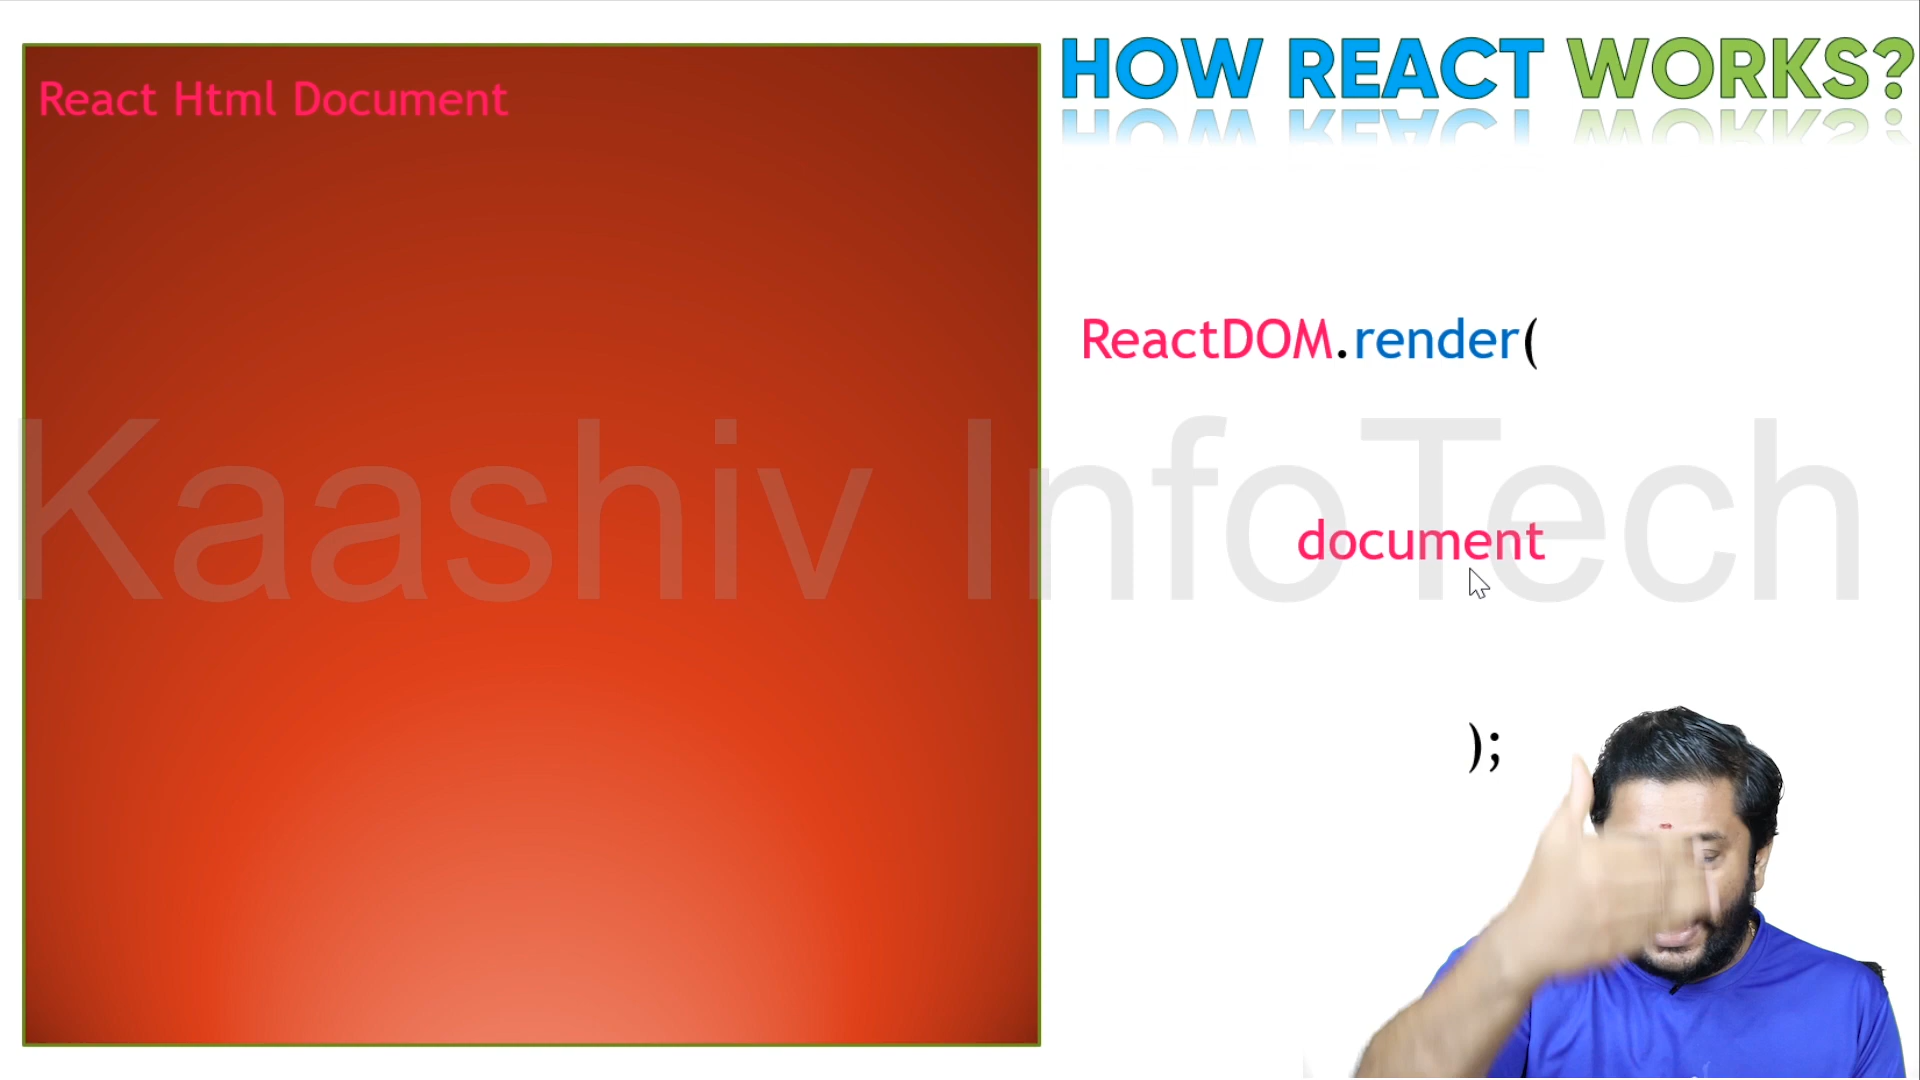 React Html Document
HOW REACT WORKS?
ReactDOM.render(
Kaashiv InfoTech
document
);